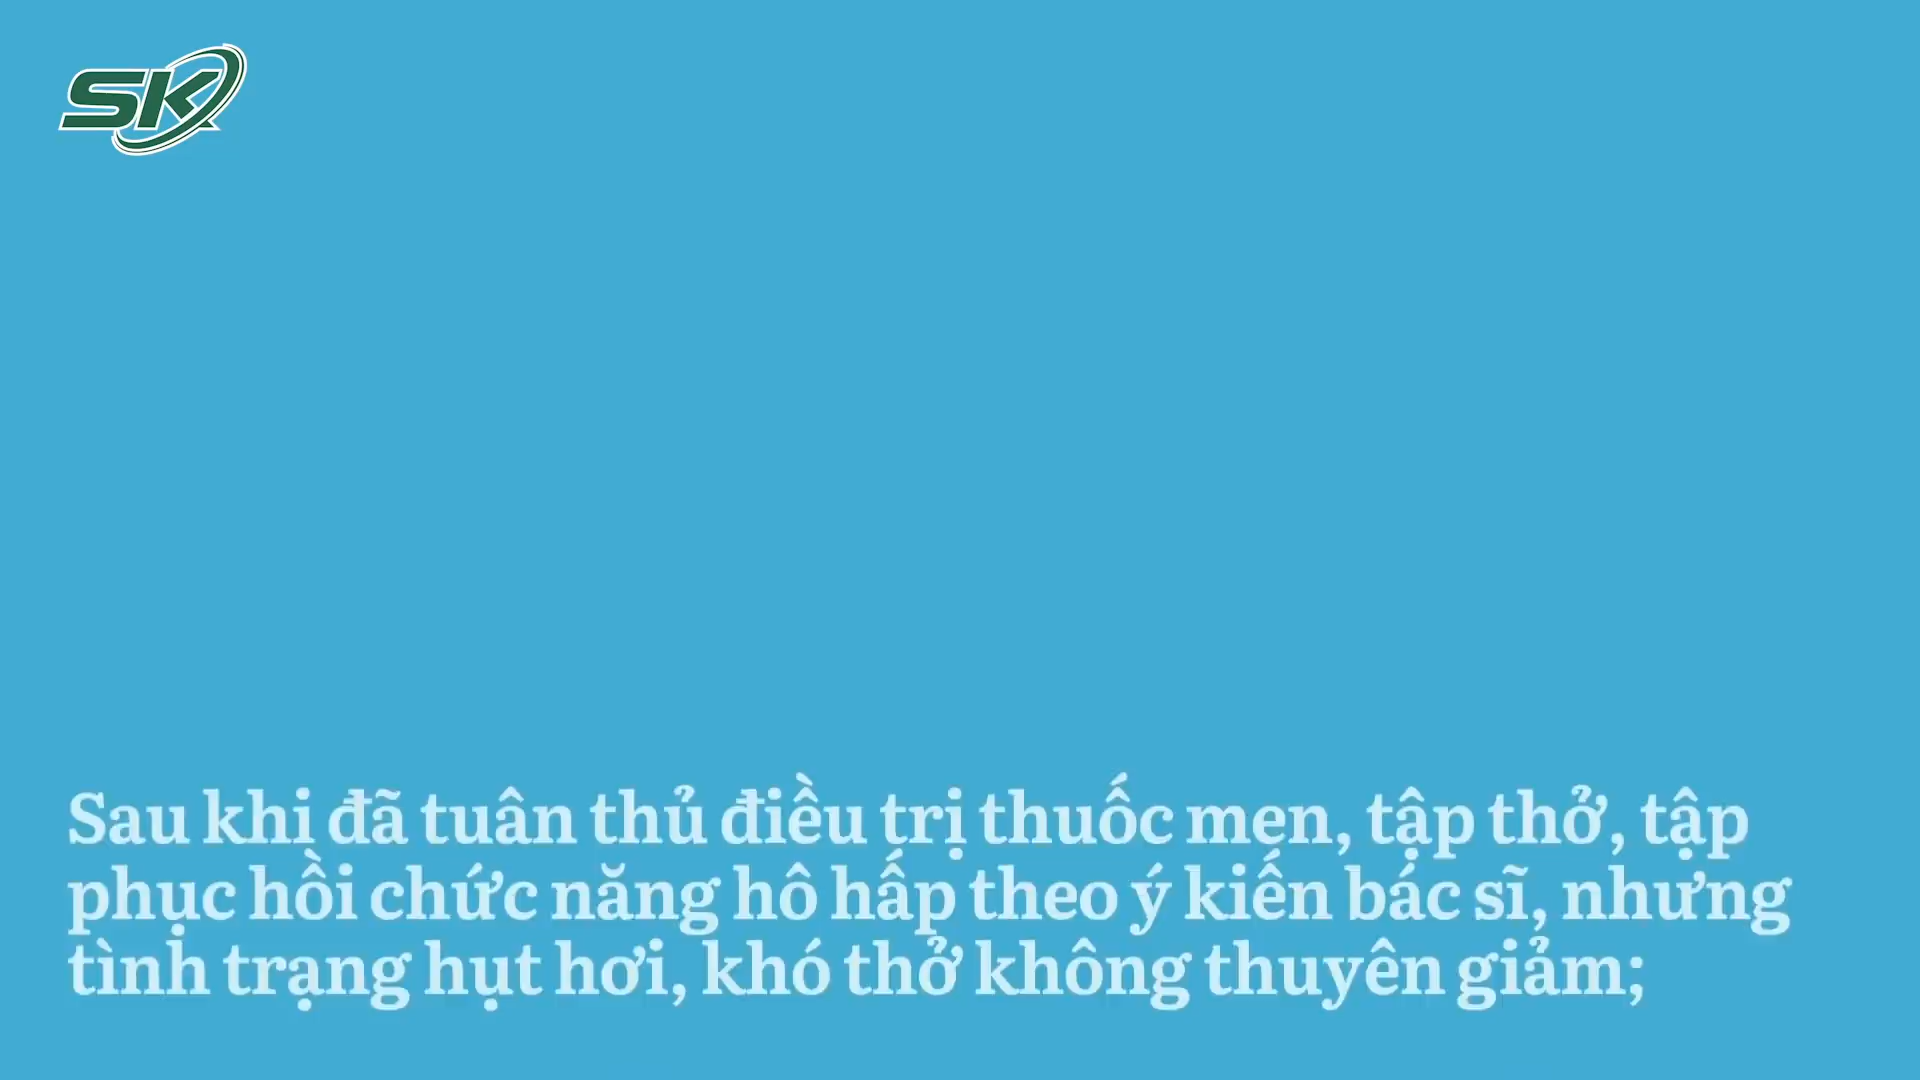 SK
Sau khi đã tuân thủ điều trị thuốc men, tập thở, tập
phục hồi chức năng hô hấp theo ý kiến bác sĩ, nhưng
tình trạng hụt hơi, khó thở không thuyên giảm;